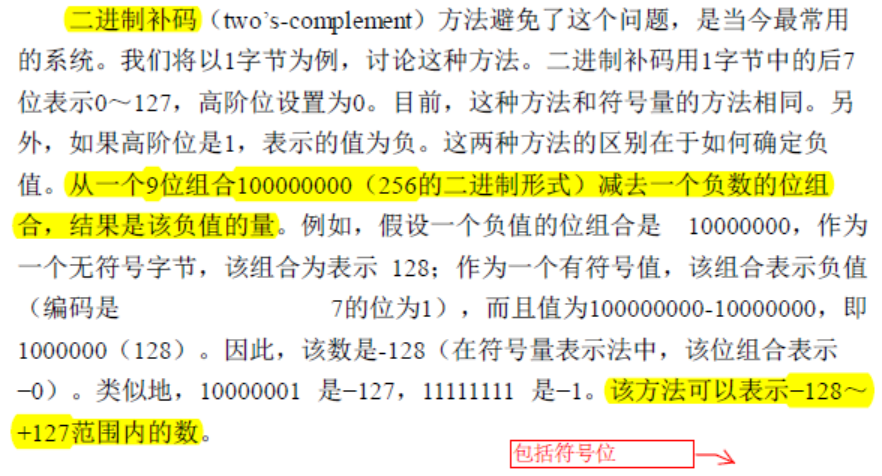 二进制补码（two’s-complement）方法避免了这个问题，是当今最常用
的系统。我们将以1字节为例，讨论这种方法。二进制补码用1字节中的后7
位表示0～127，高阶位设置为0。目前，这种方法和符号量的方法相同。另
外，如果高阶位是1，表示的值为负。这两种方法的区别在于如何确定负
值。从一个9位组合100000000（256的二进制形式）减去一个负数的位组
合，结果是该负值的量。例如，假设一个负值的位组合是 10000000，作为
一个无符号字节，该组合为表示 128；作为一个有符号值，该组合表示负值
（编码是 7的位为1），而且值为100000000-10000000，即
1000000（128）。因此，该数是-128（在符号量表示法中，该位组合表示
−0）。类似地，10000001 是−127，11111111 是−1。该方法可以表示−128～
+127范围内的数。
包括符号位